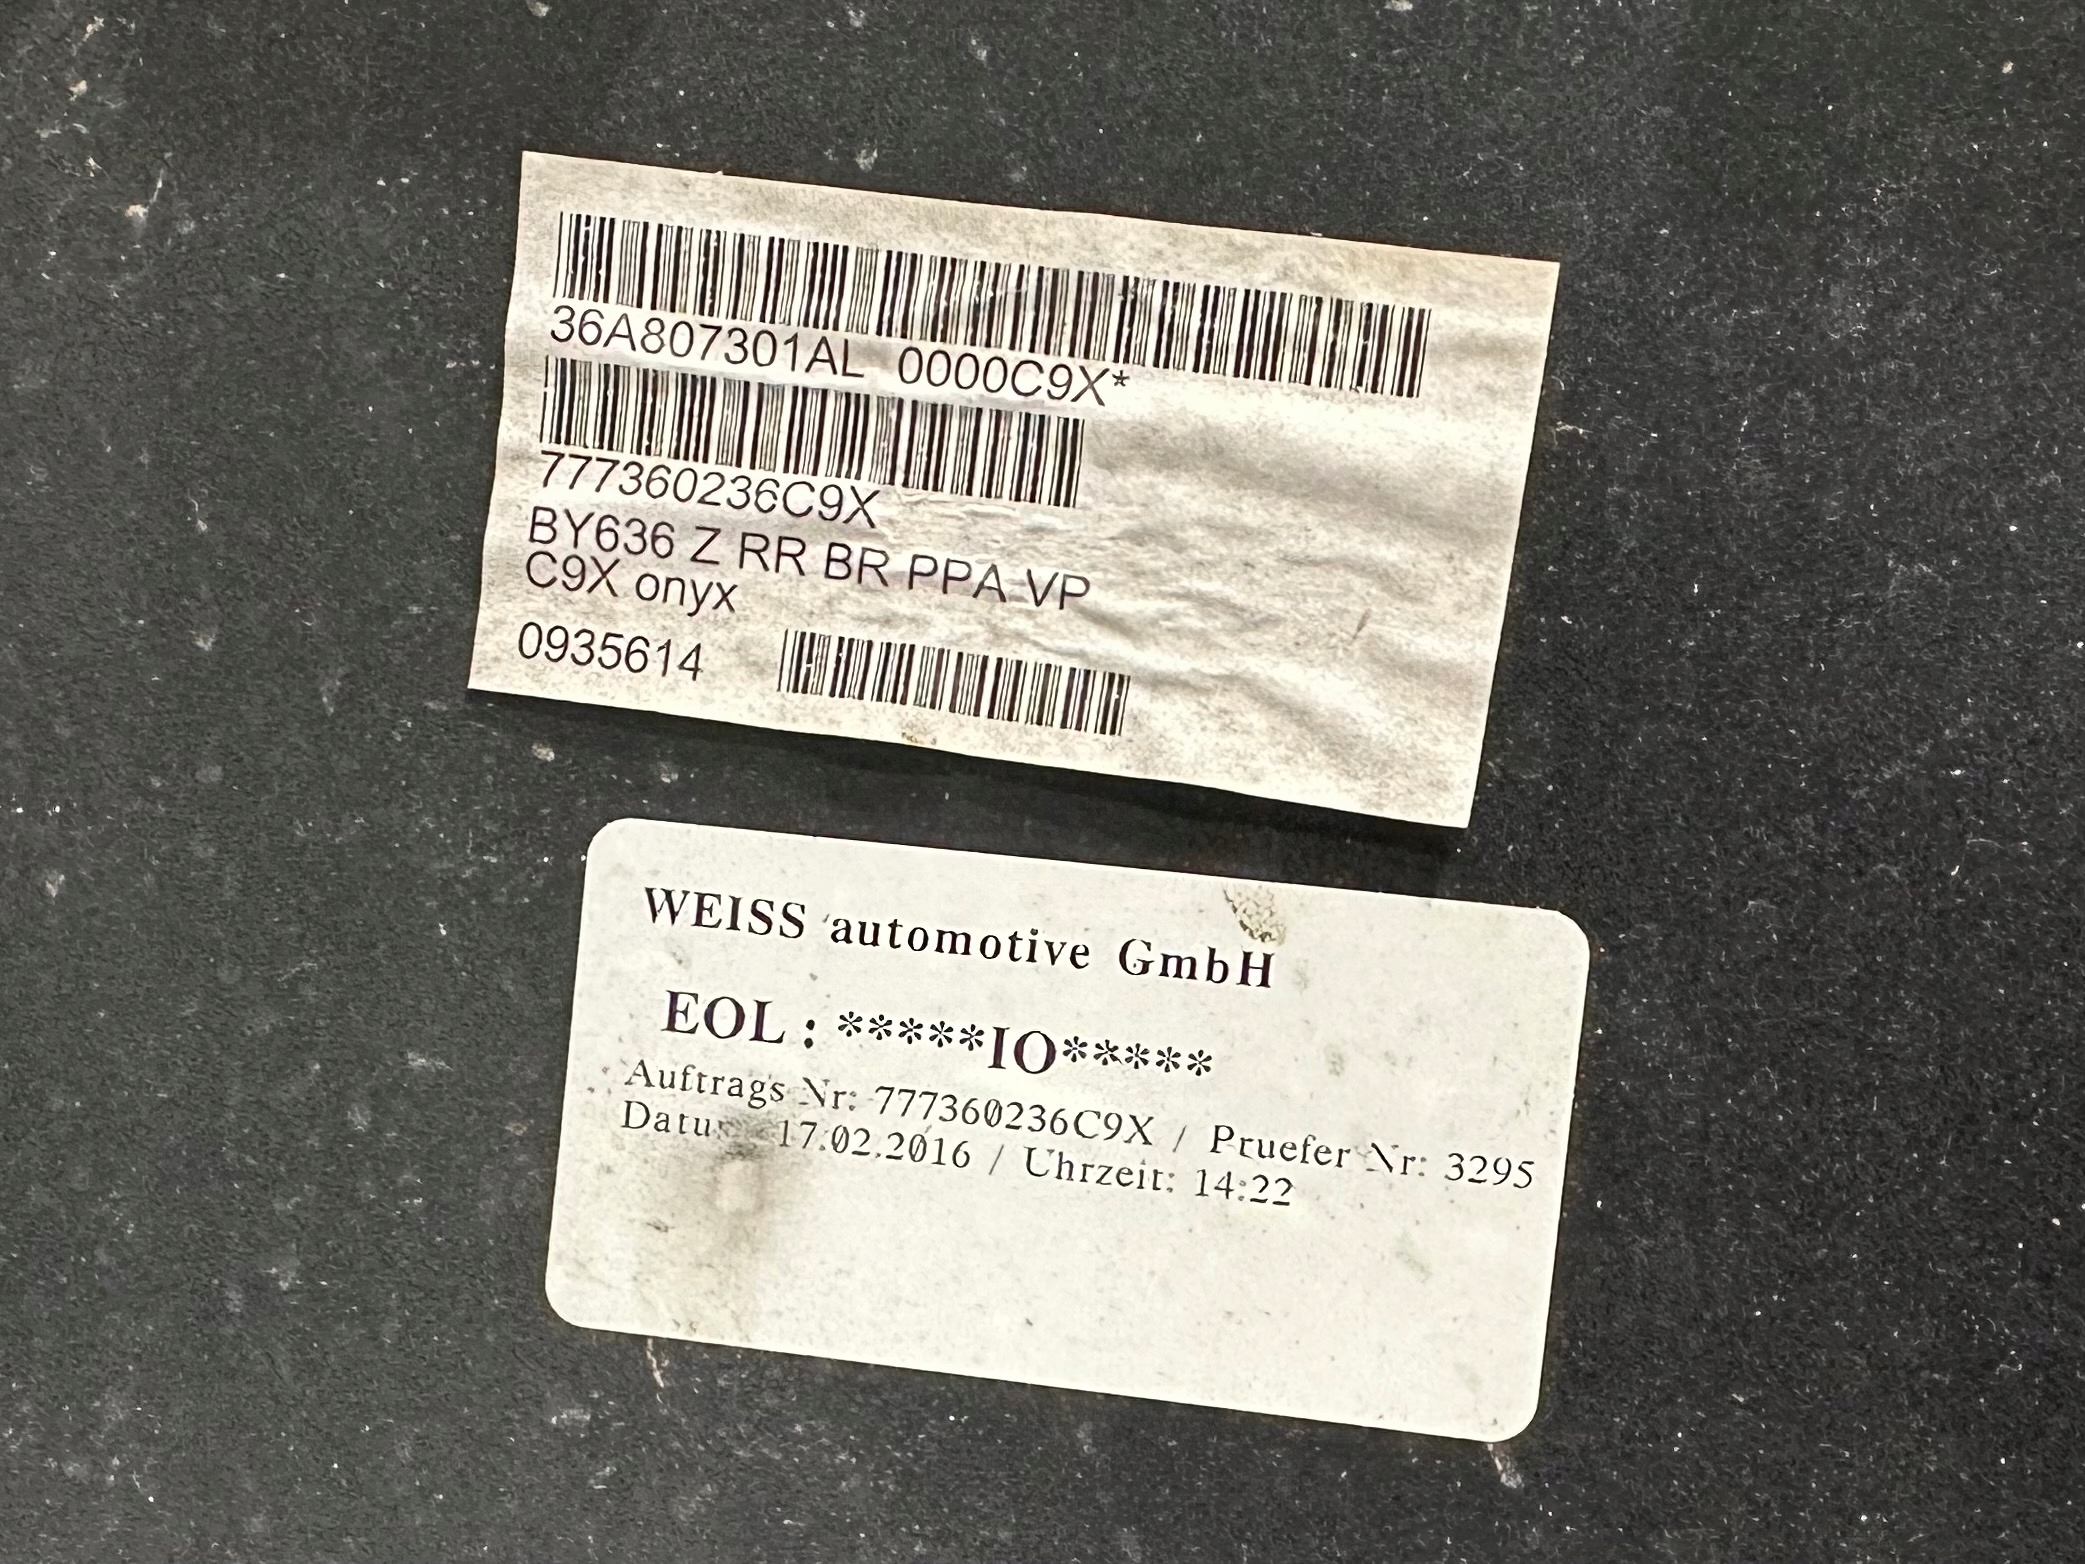 36A807301AL 0000C9X*
777360236C9X
BY636 Z RR BR PPA VP
C9X onyx
0935614
WEISS automotive GmbH
EOL : *****IO*****
Auftrags Nr: 777360236C9X / Pruefer Nr: 3295
17.02.2016 / Uhrzeit: 14:22